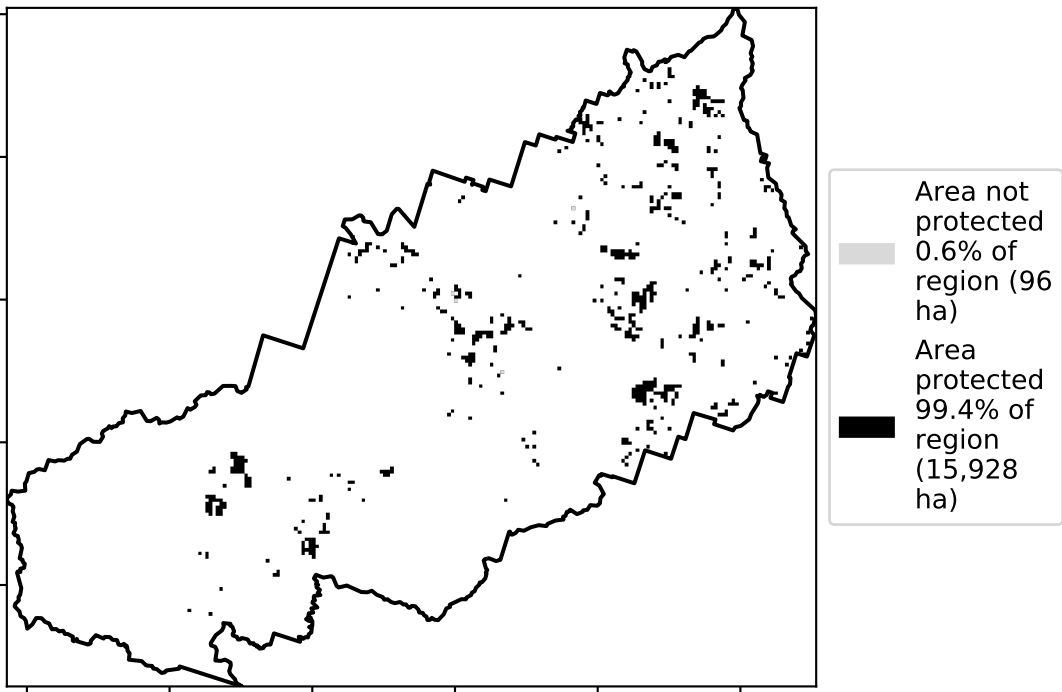 Area not
protected
0.6% of
region (96
ha)
Area
protected
99.4% of
region
(15,928
ha)